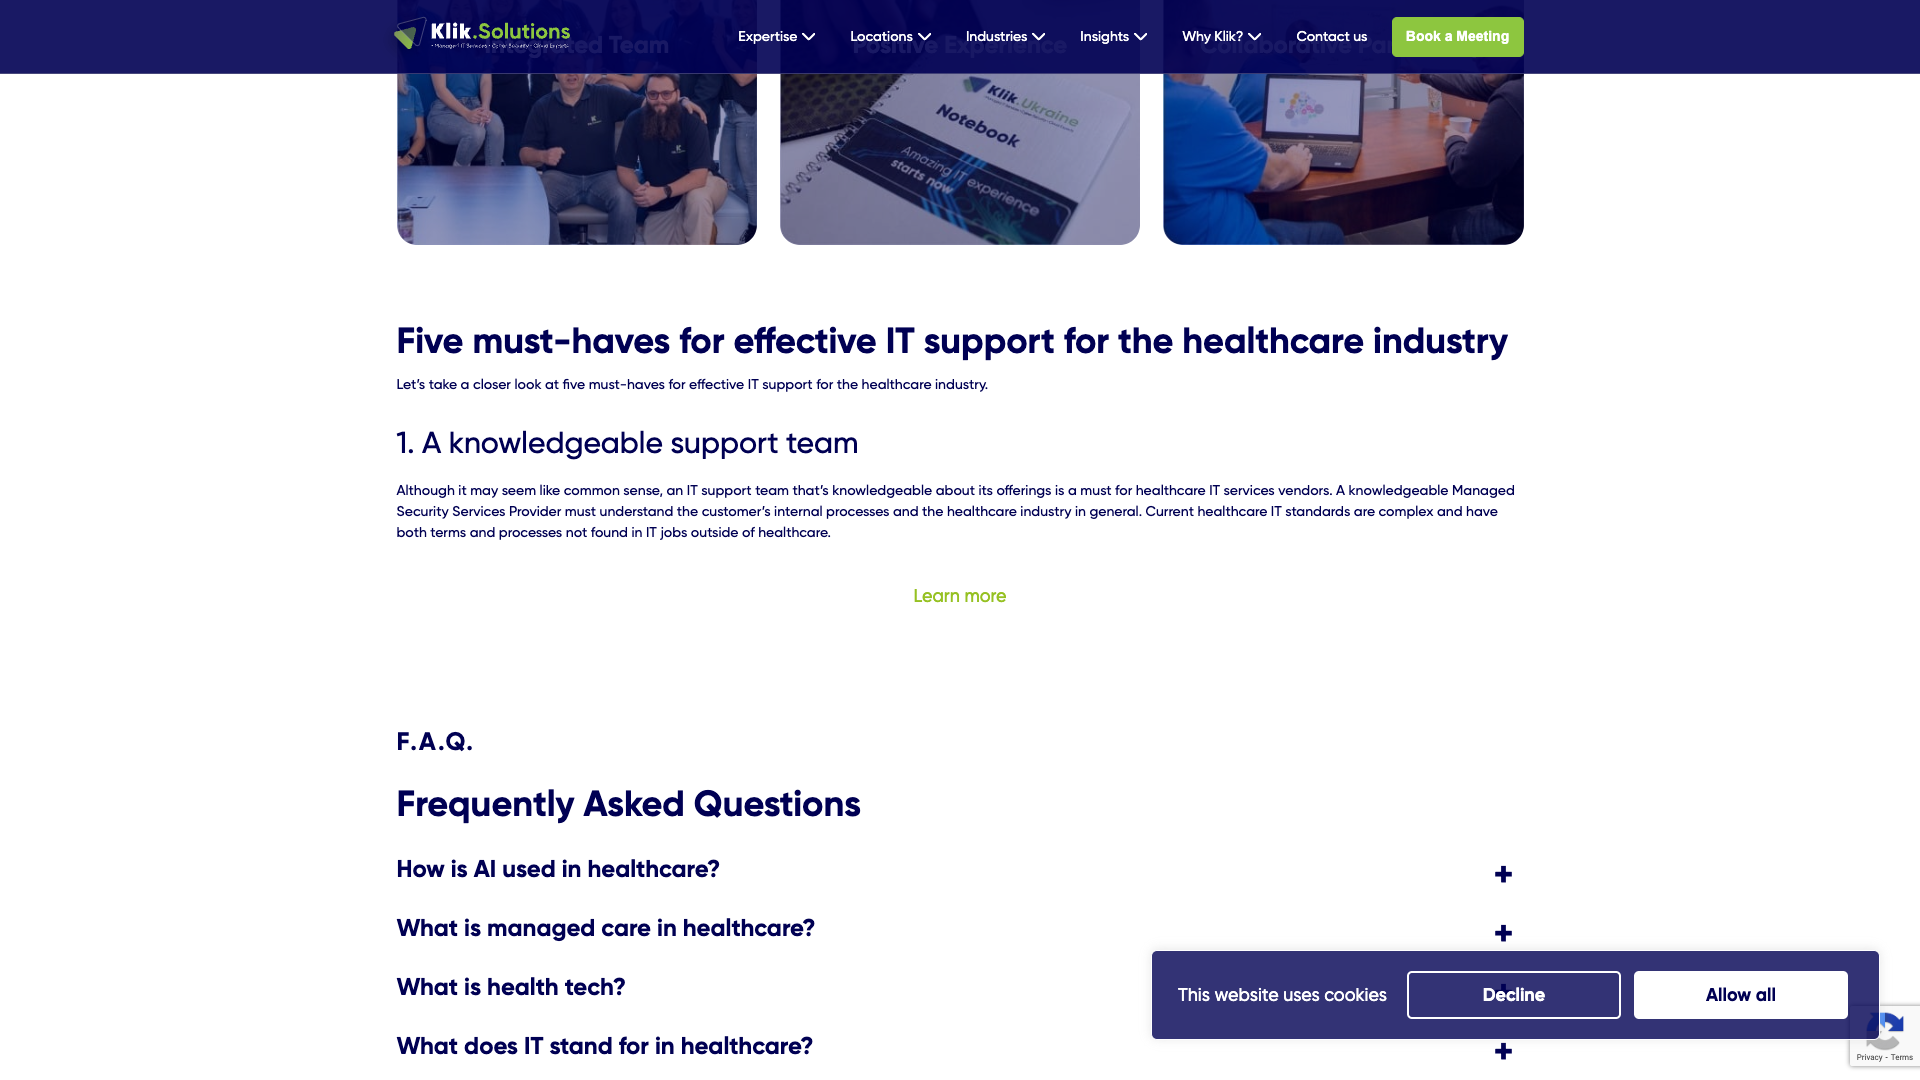 Klik.Solutions
Managed IT Services • Cyber Security • Cloud Experts
Expertise
Locations
Industries
Insights
Why Klik?
Contact us
Book a Meeting
Team
Positive Experience
Collaborative
Klik.Ukraine
Notebook
Amazing IT experience
starts now
Five must-haves for effective IT support for the healthcare industry
Let’s take a closer look at five must-haves for effective IT support for the healthcare industry.
1. A knowledgeable support team
Although it may seem like common sense, an IT support team that’s knowledgeable about its offerings is a must for healthcare IT services vendors. A knowledgeable Managed
Security Services Provider must understand the customer’s internal processes and the healthcare industry in general. Current healthcare IT standards are complex and have
both terms and processes not found in IT jobs outside of healthcare.
Learn more
F.A.Q.
Frequently Asked Questions
How is AI used in healthcare?
What is managed care in healthcare?
What is health tech?
What does IT stand for in healthcare?
This website uses cookies
Decline
Allow all
Privacy - Terms